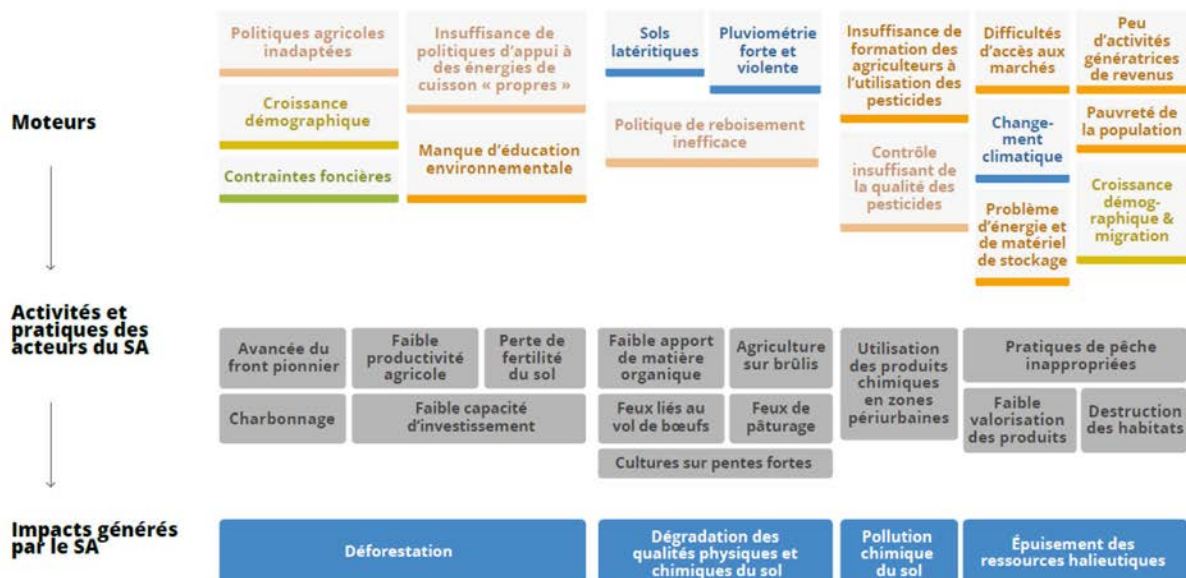 Moteurs
Politiques agricoles
inadaptées
Croissance
démographique
Contraintes foncières
Insuffisance de
politiques d'appui à
des énergies de
cuisson « propres »
Manque d'éducation
environnementale
Sols
latéritiques
Pluviométrie
forte et
violente
Politique de reboisement
inefficace
Insuffisance de
formation des
agriculteurs à
l'utilisation des
pesticides
Contrôle
insuffisant de
la qualité des
pesticides
Difficultés
d'accès aux
marchés
Change-
ment
climatique
Problème
d'énergie et
de matériel
de stockage
Peu
d'activités
génératrices
de revenus
Pauvreté de
la population
Croissance
démog-
raphique &
migration
Activités et
pratiques des
acteurs du SA
Avancée du
front pionnier
Faible
productivité
agricole
Perte de
fertilité
du sol
Charbonnage
Faible capacité
d'investissement
Faible apport
de matière
organique
Agriculture
sur brûlis
Feux liés au
vol de bœufs
Feux de
pâturage
Cultures sur pentes fortes
Utilisation
des produits
chimiques
en zones
périurbaines
Pratiques de pêche
inappropriées
Faible
valorisation
des produits
Destruction
des habitats
Impacts générés
par le SA
Déforestation
Dégradation des
qualités physiques et
chimiques du sol
Pollution
chimique
du sol
Épuisement des
ressources halieutiques